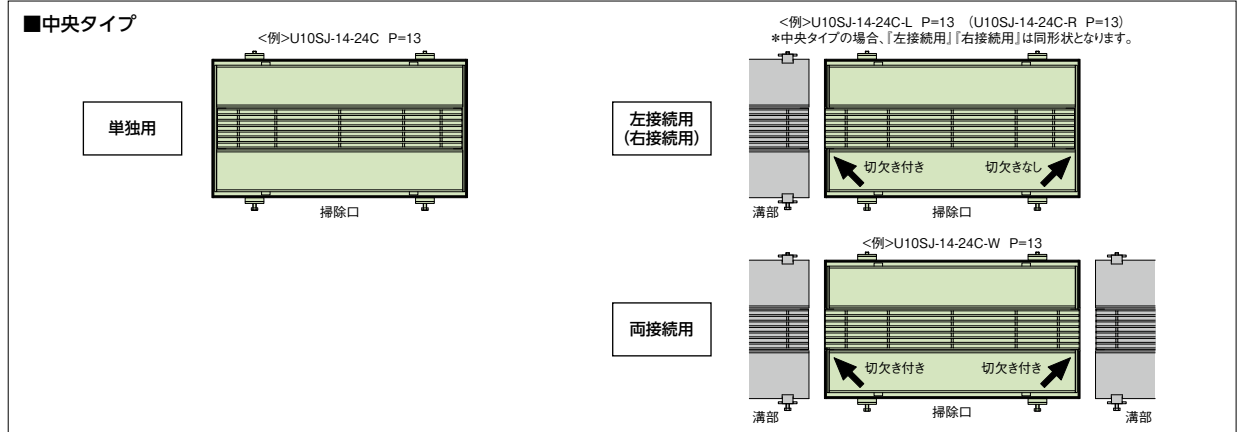 ■中央タイプ
<例>U10SJ-14-24C P=13
単独用
掃除口
<例>U10SJ-14-24C-L P=13 (U10SJ-14-24C-R P=13)
*中央タイプの場合、『左接続用』『右接続用』は同形状となります。
左接続用
(右接続用)
切欠き付き 切欠きなし
溝部 掃除口
<例>U10SJ-14-24C-W P=13
両接続用
切欠き付き 切欠き付き
溝部 掃除口 溝部